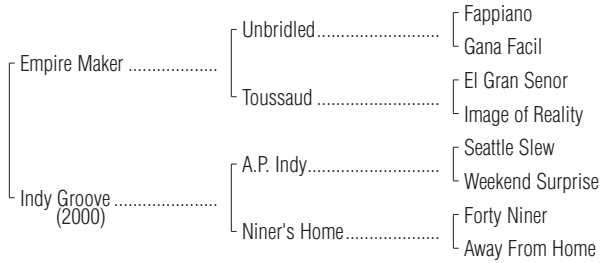 Fappiano
Unbridled
Gana Facil
Empire Maker
El Gran Senor
Toussaud
Image of Reality
Seattle Slew
A.P. Indy
Weekend Surprise
Indy Groove
(2000)
Forty Niner
Niner's Home
Away From Home